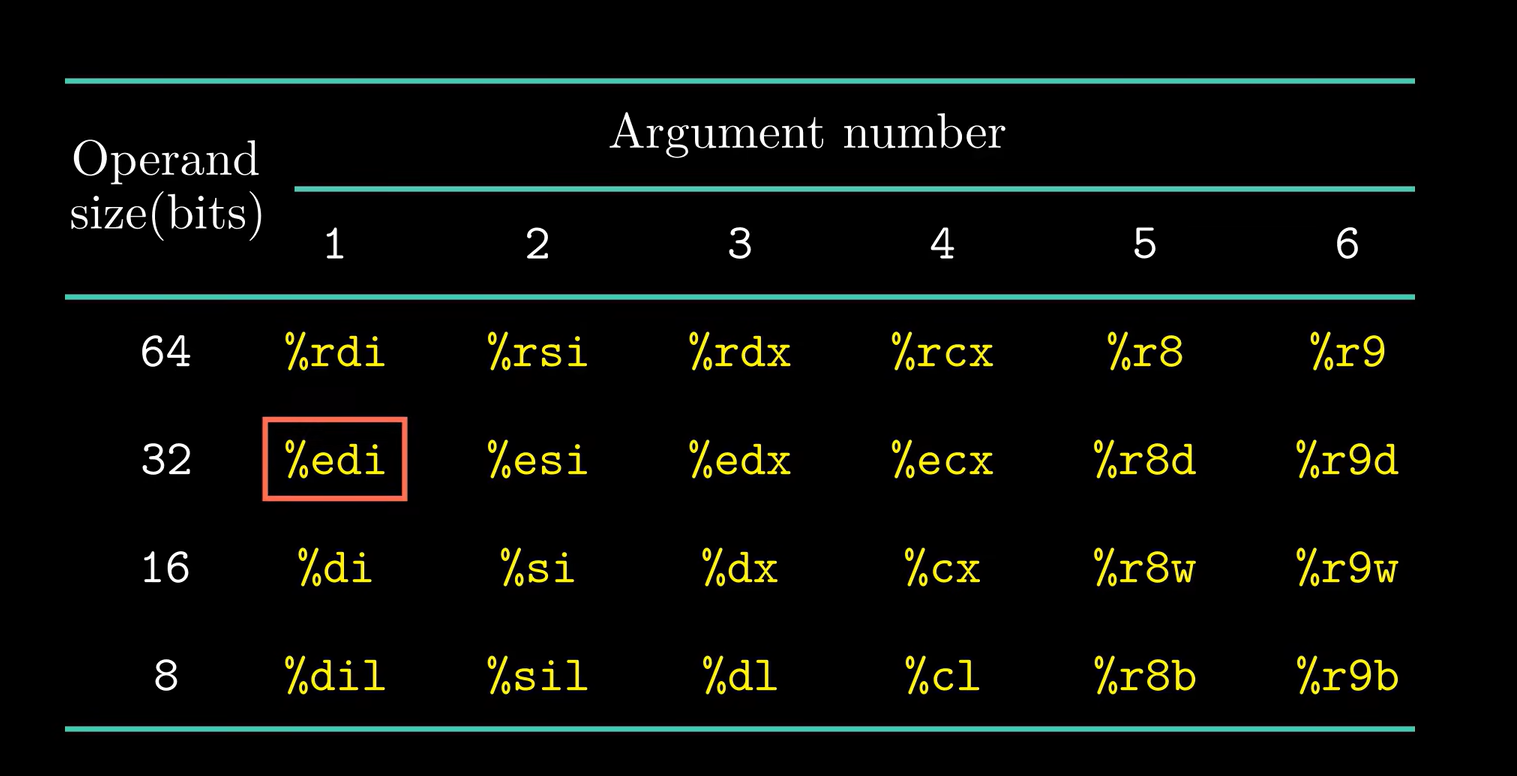 Argument number
Operand
size(bits)
1 2 3 4 5 6
64 %rdi %rsi %rdx %rcx %r8 %r9
32 %edi %esi %edx %ecx %r8d %r9d
16 %di %si %dx %cx %r8w %r9w
8 %dil %sil %dl %cl %r8b %r9b